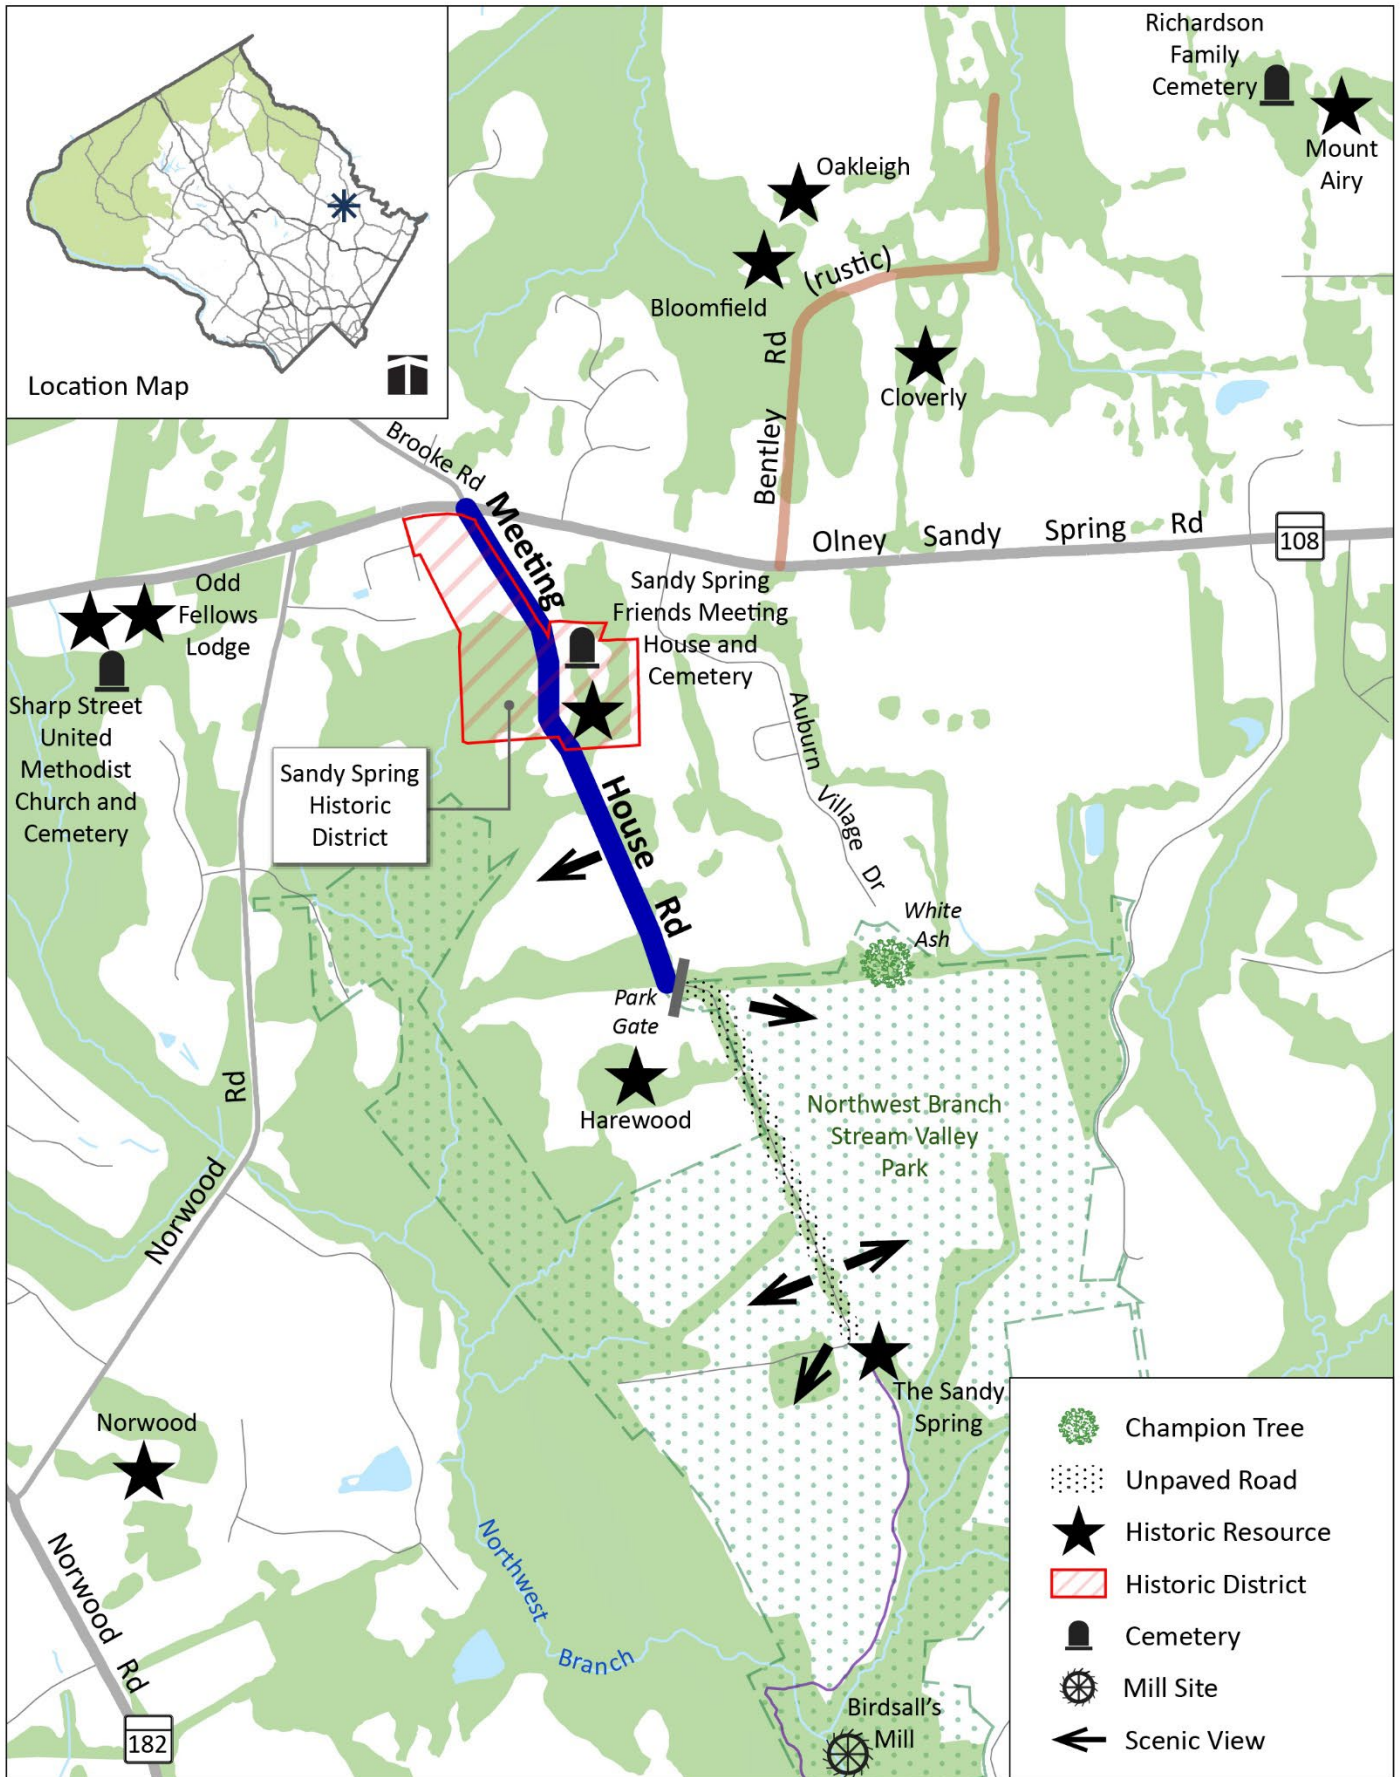 Location Map
Richardson
Family
Cemetery
Mount
Airy
Oakleigh
Bloomfield
(rustic)
Bentley Rd
Cloverly
Brooke Rd
Meeting House Rd
Olney Sandy Spring Rd
108
Odd
Fellows
Lodge
Sharp Street
United
Methodist
Church and
Cemetery
Sandy Spring
Friends Meeting
House and
Cemetery
Sandy Spring
Historic
District
Auburn Village Dr
White
Ash
Park
Gate
Harewood
Northwest Branch
Stream Valley
Park
Norwood Rd
The Sandy
Spring
Norwood
Norwood Rd
182
Northwest Branch
Birdsall's
Mill
Champion Tree
Unpaved Road
Historic Resource
Historic District
Cemetery
Mill Site
Scenic View